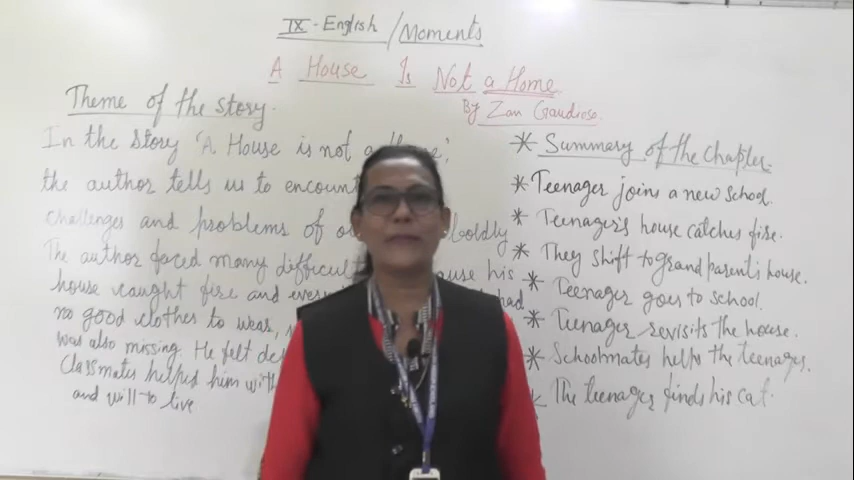 IX - English / Moments
A House Is Not a Home
By Zan Gaudioso.
Theme of the story.
In the story 'A House is not a
the author tells us to encount
challenges and problems of boldly
The author faced many difficult his
house caught fire and had
no good clothes to wear,
was also missing. He felt
Classmates helped him with
and will to live
* Summary of the Chapter.
* Teenager joins a new school.
* Teenager's house catches fire.
* They shift to grandparent's house.
* Teenager goes to school.
* Teenager revisits the house.
* Schoolmates helps the teenager.
* The teenager finds his cat.